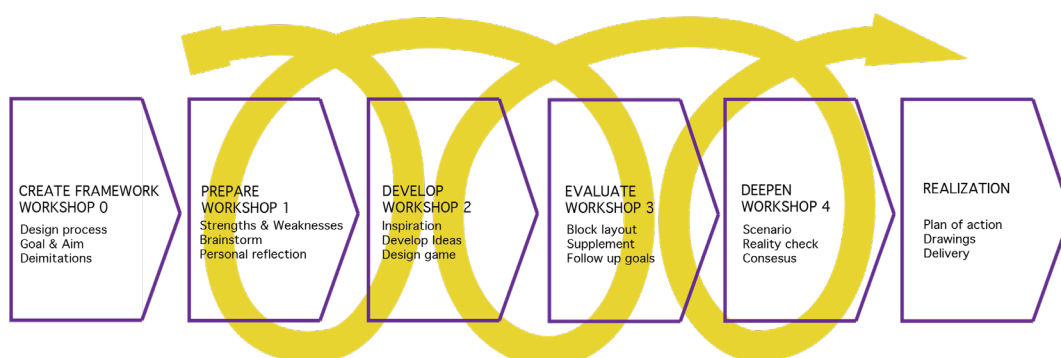 CREATE FRAMEWORK
WORKSHOP 0
Design process
Goal & Aim
Deimitations
PREPARE
WORKSHOP 1
Strengths & Weaknesses
Brainstorm
Personal reflection
DEVELOP
WORKSHOP 2
Inspiration
Develop Ideas
Design game
EVALUATE
WORKSHOP 3
Block layout
Supplement
Follow up goals
DEEPEN
WORKSHOP 4
Scenario
Reality check
Consesus
REALIZATION
Plan of action
Drawings
Delivery